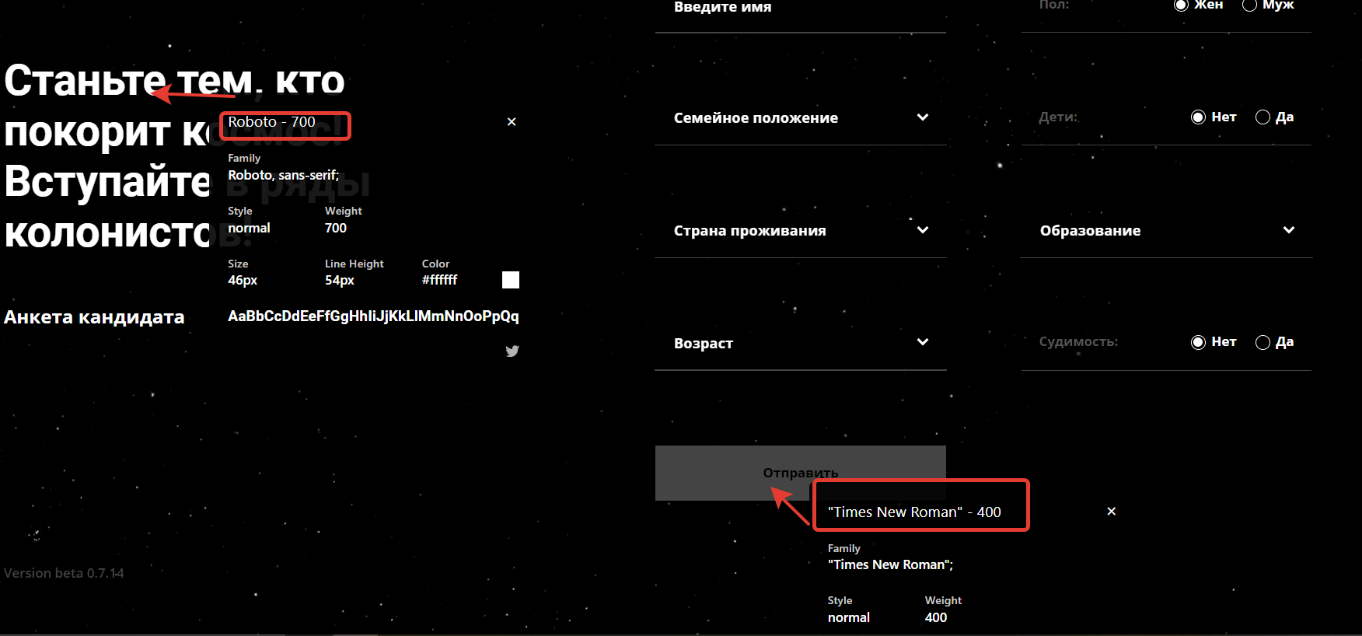 Введите имя
Пол: Жен Муж
Станьте тем, кто
покорит космос!
Вступайте в ряды
колонистов!
Roboto - 700
Family
Roboto, sans-serif;
Style Weight
normal 700
Size Line Height Color
46px 54px #ffffff
AaBbCcDdEeFfGgHhIiJjKkLlMmNnOoPpQq
Анкета кандидата
Version beta 0.7.14
Семейное положение
Дети: Нет Да
Страна проживания
Образование
Возраст
Судимость: Нет Да
Отправить
"Times New Roman" - 400
Family
"Times New Roman";
Style Weight
normal 400